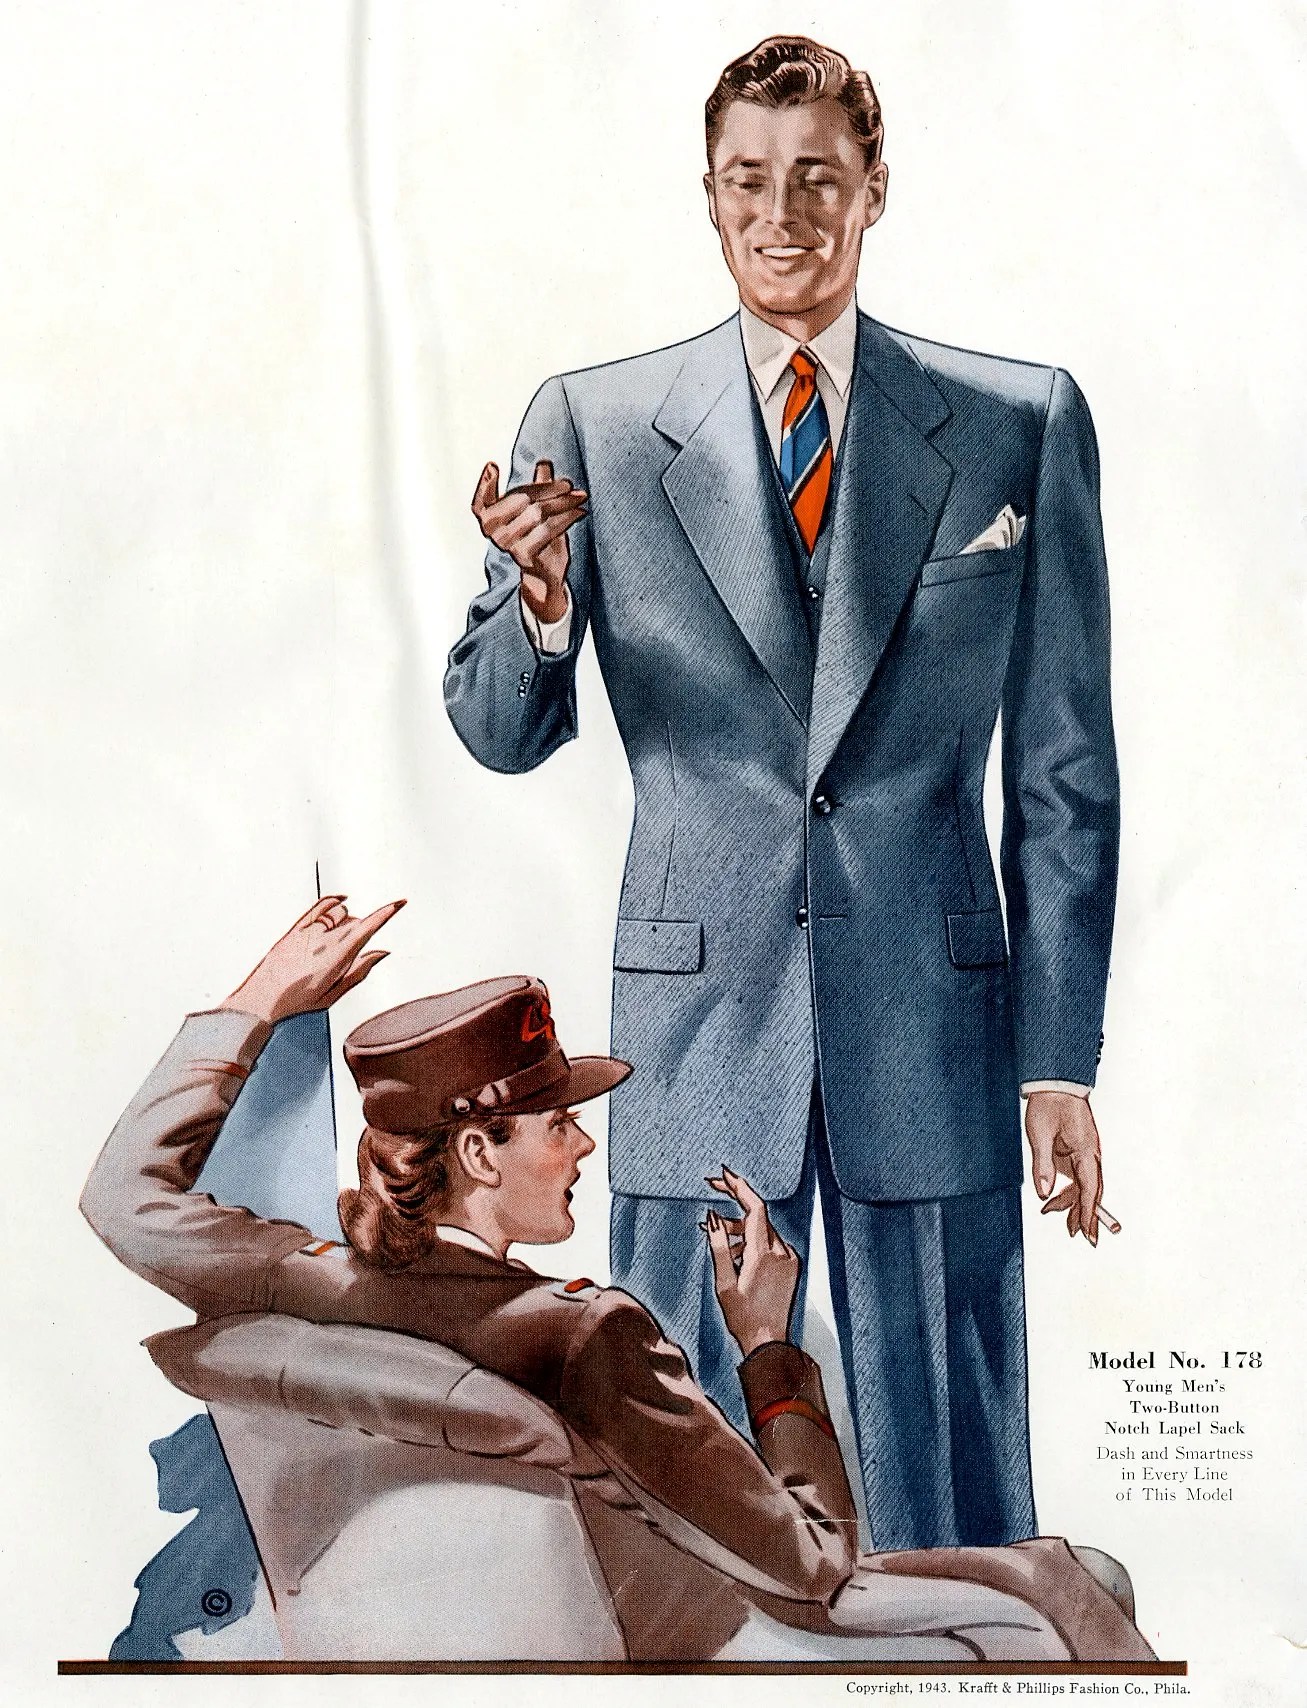 Model No. 178
Young Men's
Two-Button
Notch Lapel Sack
Dash and Smartness
in Every Line
of This Model
©
Copyright, 1943. Krafft & Phillips Fashion Co., Phila.